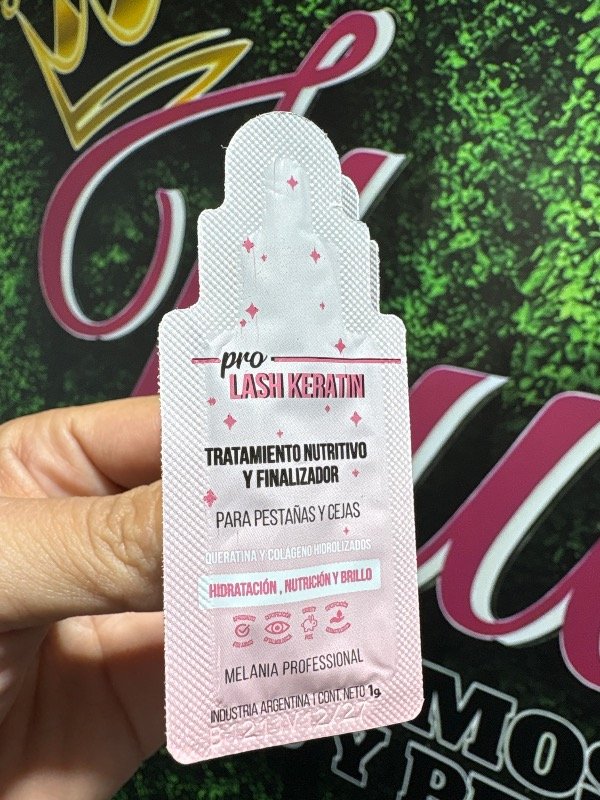 pro
LASH KERATIN
TRATAMIENTO NUTRITIVO
Y FINALIZADOR
PARA PESTAÑAS Y CEJAS
QUERATINA Y COLÁGENO HIDROLIZADOS
HIDRATACIÓN , NUTRICIÓN Y BRILLO
MELANIA PROFESSIONAL
INDUSTRIA ARGENTINA | CONT. NETO 1g